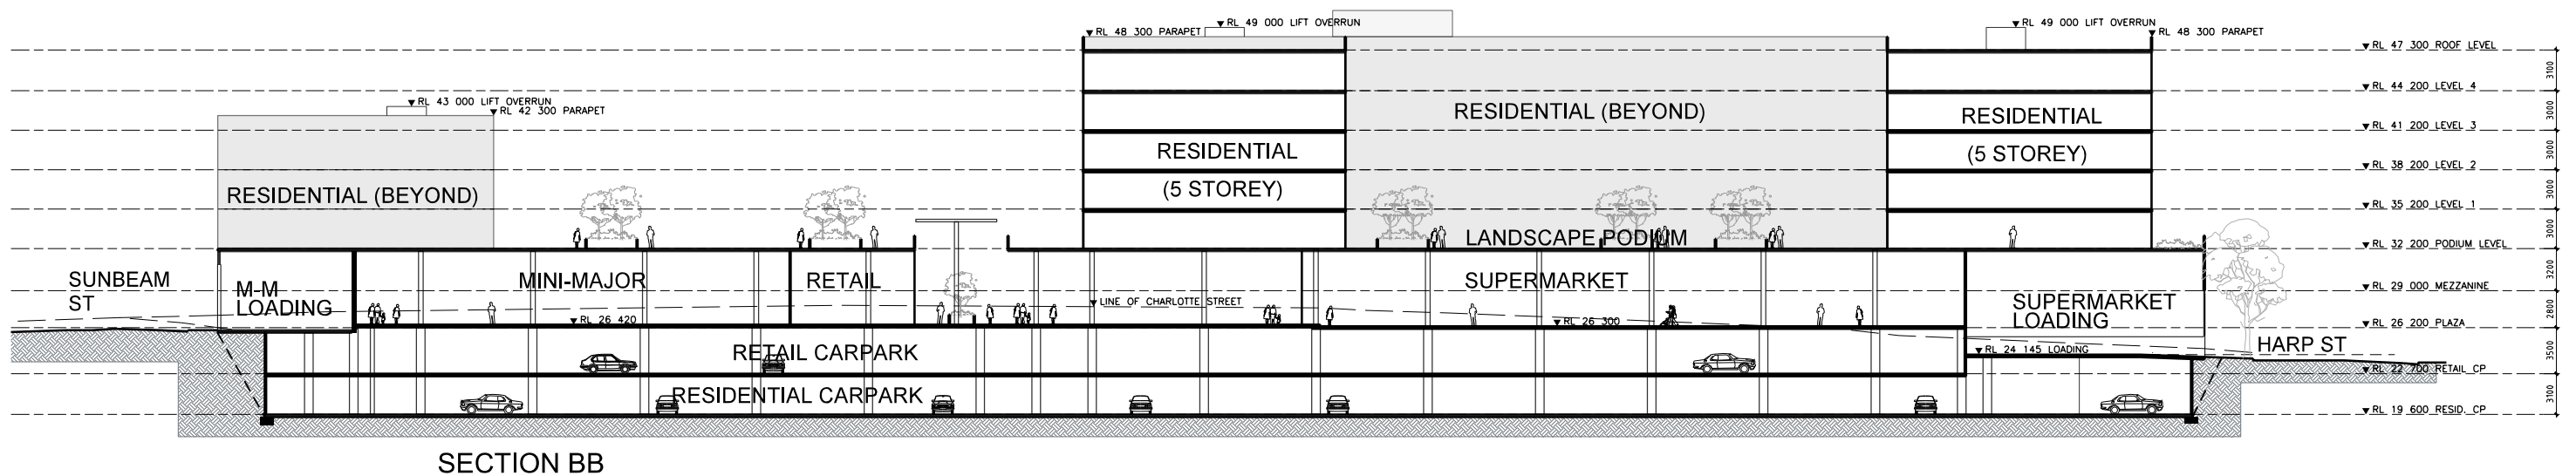 RL 49 000 LIFT OVERRUN
RL 49 000 LIFT OVERRUN
RL 48 300 PARAPET
RL 48 300 PARAPET
RL 47 300 ROOF LEVEL
3100
RL 44 200 LEVEL 4
RL 43 000 LIFT OVERRUN
RL 42 300 PARAPET
RESIDENTIAL (BEYOND)
RESIDENTIAL
(5 STOREY)
3000
RL 41 200 LEVEL 3
3000
RESIDENTIAL
(5 STOREY)
RL 38 200 LEVEL 2
3000
RESIDENTIAL (BEYOND)
RL 35 200 LEVEL 1
3000
LANDSCAPE PODIUM
RL 32 200 PODIUM LEVEL
SUNBEAM
ST
M-M
LOADING
MINI-MAJOR
RETAIL
SUPERMARKET
3200
RL 29 000 MEZZANINE
LINE OF CHARLOTTE STREET
SUPERMARKET
LOADING
2800
RL 26 420
RL 26 300
RL 26 200 PLAZA
HARP ST
3500
RETAIL CARPARK
RL 24 145 LOADING
RL 22 700 RETAIL CP
RESIDENTIAL CARPARK
3100
RL 19 600 RESID. CP
SECTION BB